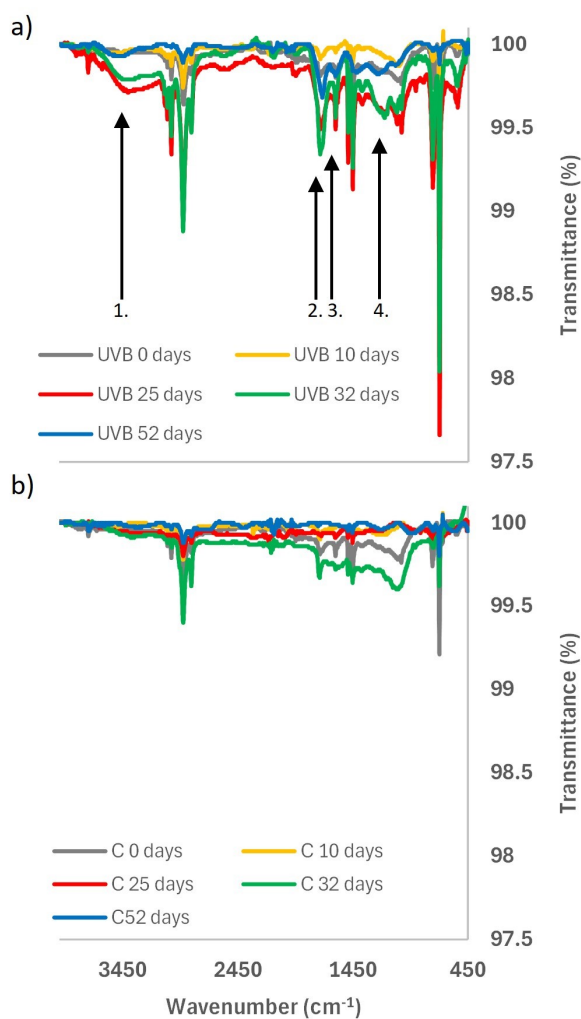 a)
100
99.5
99
98.5
98
97.5
Transmittance (%)
1. 2. 3. 4.
UVB 0 days UVB 10 days
UVB 25 days UVB 32 days
UVB 52 days
b)
100
99.5
99
98.5
98
97.5
Transmittance (%)
C 0 days C 10 days
C 25 days C 32 days
C52 days
3450 2450 1450 450
Wavenumber (cm⁻¹)